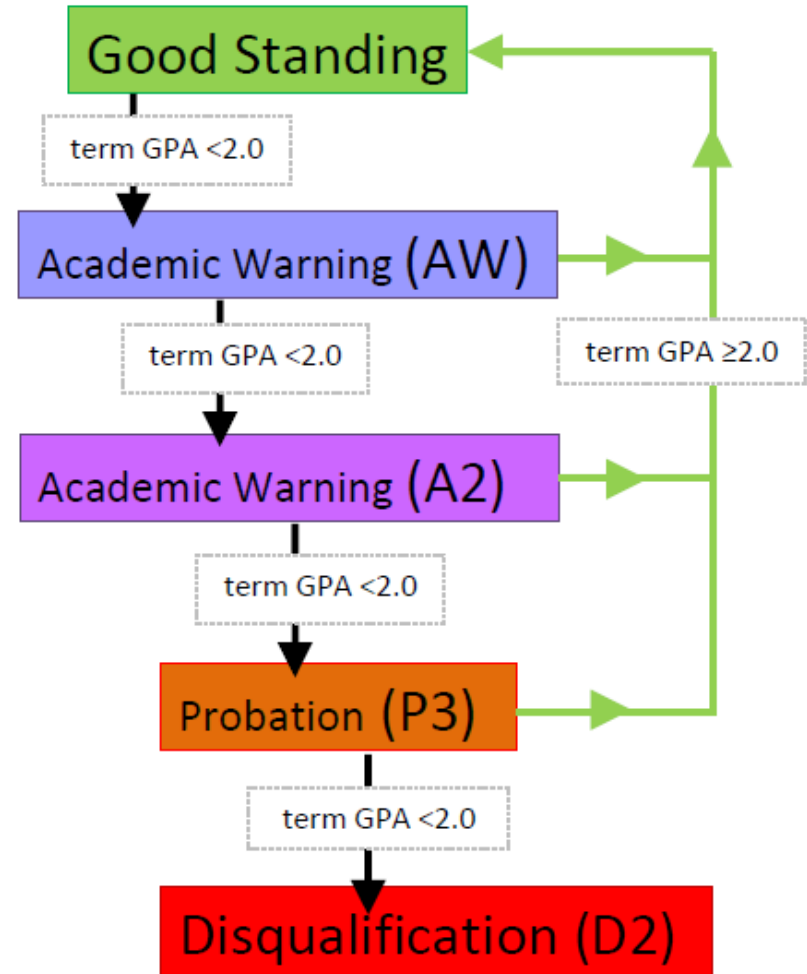 Good Standing
term GPA <2.0
Academic Warning (AW)
term GPA <2.0
term GPA ≥2.0
Academic Warning (A2)
term GPA <2.0
Probation (P3)
term GPA <2.0
Disqualification (D2)